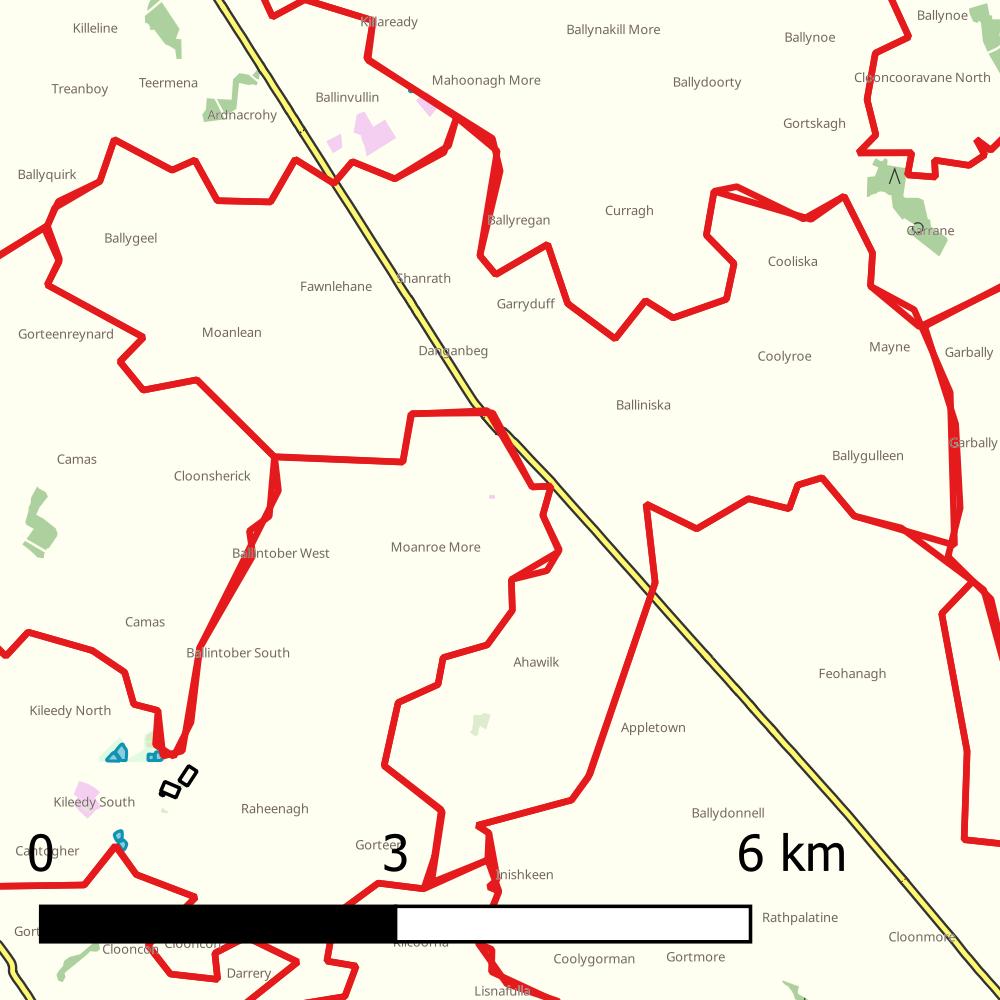 Killeline
Killaready
Ballynakill More
Ballynoe
Ballynoe
Treanboy
Teermena
Mahoonagh More
Ballydoorty
Clooncooravane North
Ballinvullin
Ardnacrohy
Gortskagh
Ballyquirk
Curragh
Ballyregan
Carrane
Ballygeel
Cooliska
Shanrath
Fawnlehane
Garryduff
Gorteenreynard
Moanlean
Danganbeg
Mayne
Garbally
Coolyroe
Balliniska
Garbally
Ballygulleen
Camas
Cloonsherick
Ballintober West
Moanroe More
Camas
Ballintober South
Ahawilk
Feohanagh
Kileedy North
Appletown
Kileedy South
Raheenagh
Ballydonnell
Cantogher
Gorteen
0 3 6 km
Inishkeen
Rathpalatine
Cloonmore
Clooncon
Clooncon
Kilcoorha
Coolygorman
Gortmore
Darrery
Lisnafulla